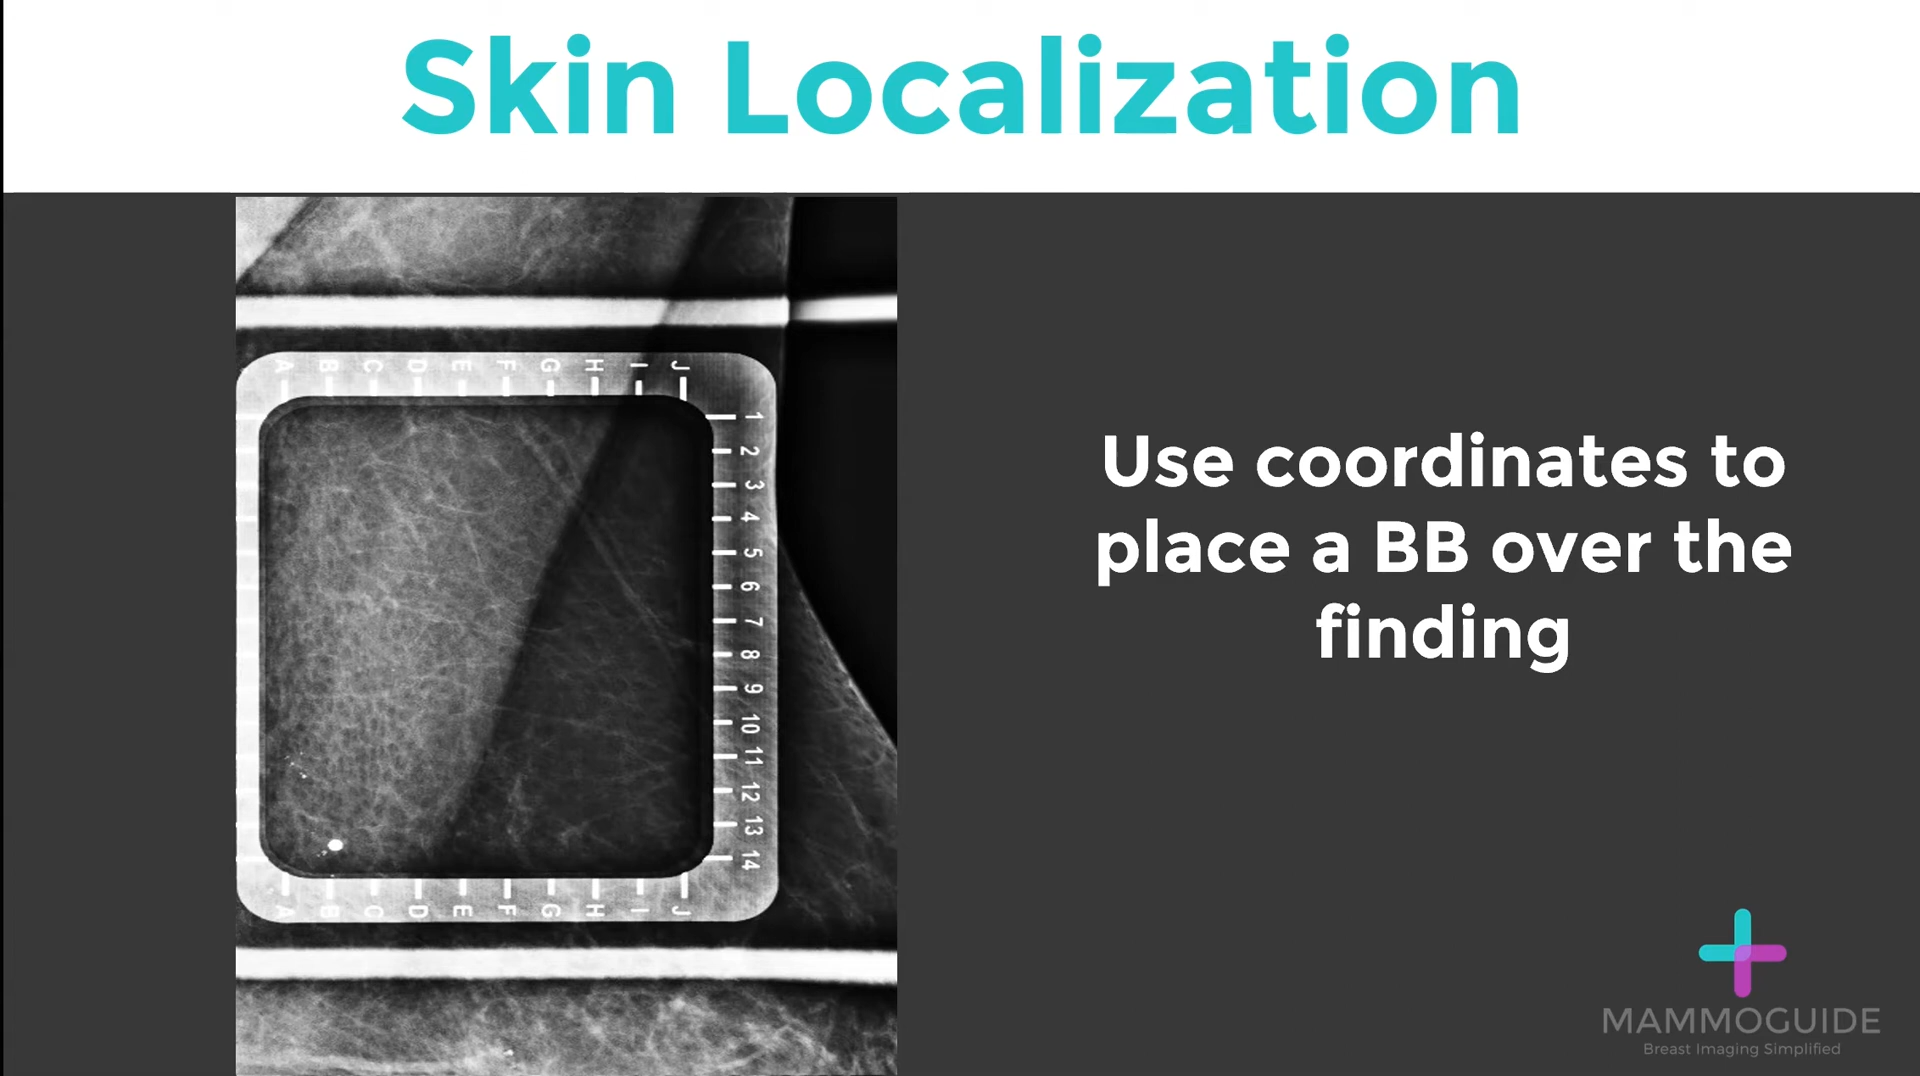 Skin Localization
A B C D E F G H I J
1
2
3
4
5
6
7
8
9
10
11
12
13
14
A B C D E F G H I J
Use coordinates to
place a BB over the
finding
MAMMOGUIDE
Breast Imaging Simplified